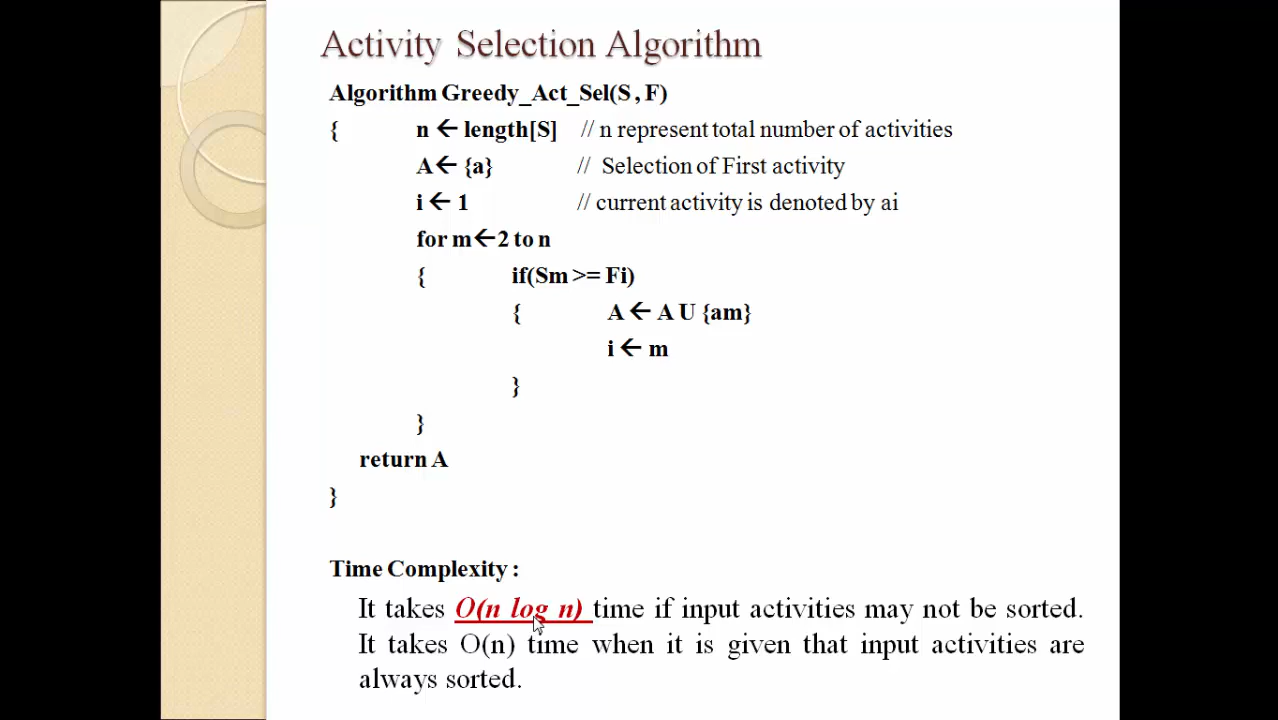 Activity Selection Algorithm
Algorithm Greedy_Act_Sel(S , F)
{ n ← length[S] // n represent total number of activities
A ← {a} // Selection of First activity
i ← 1 // current activity is denoted by ai
for m ← 2 to n
{ if(Sm >= Fi)
{ A ← A U {am}
i ← m
}
}
return A
}
Time Complexity :
It takes O(n log n) time if input activities may not be sorted.
It takes O(n) time when it is given that input activities are
always sorted.